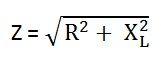 Z = √(R² + X_L²)